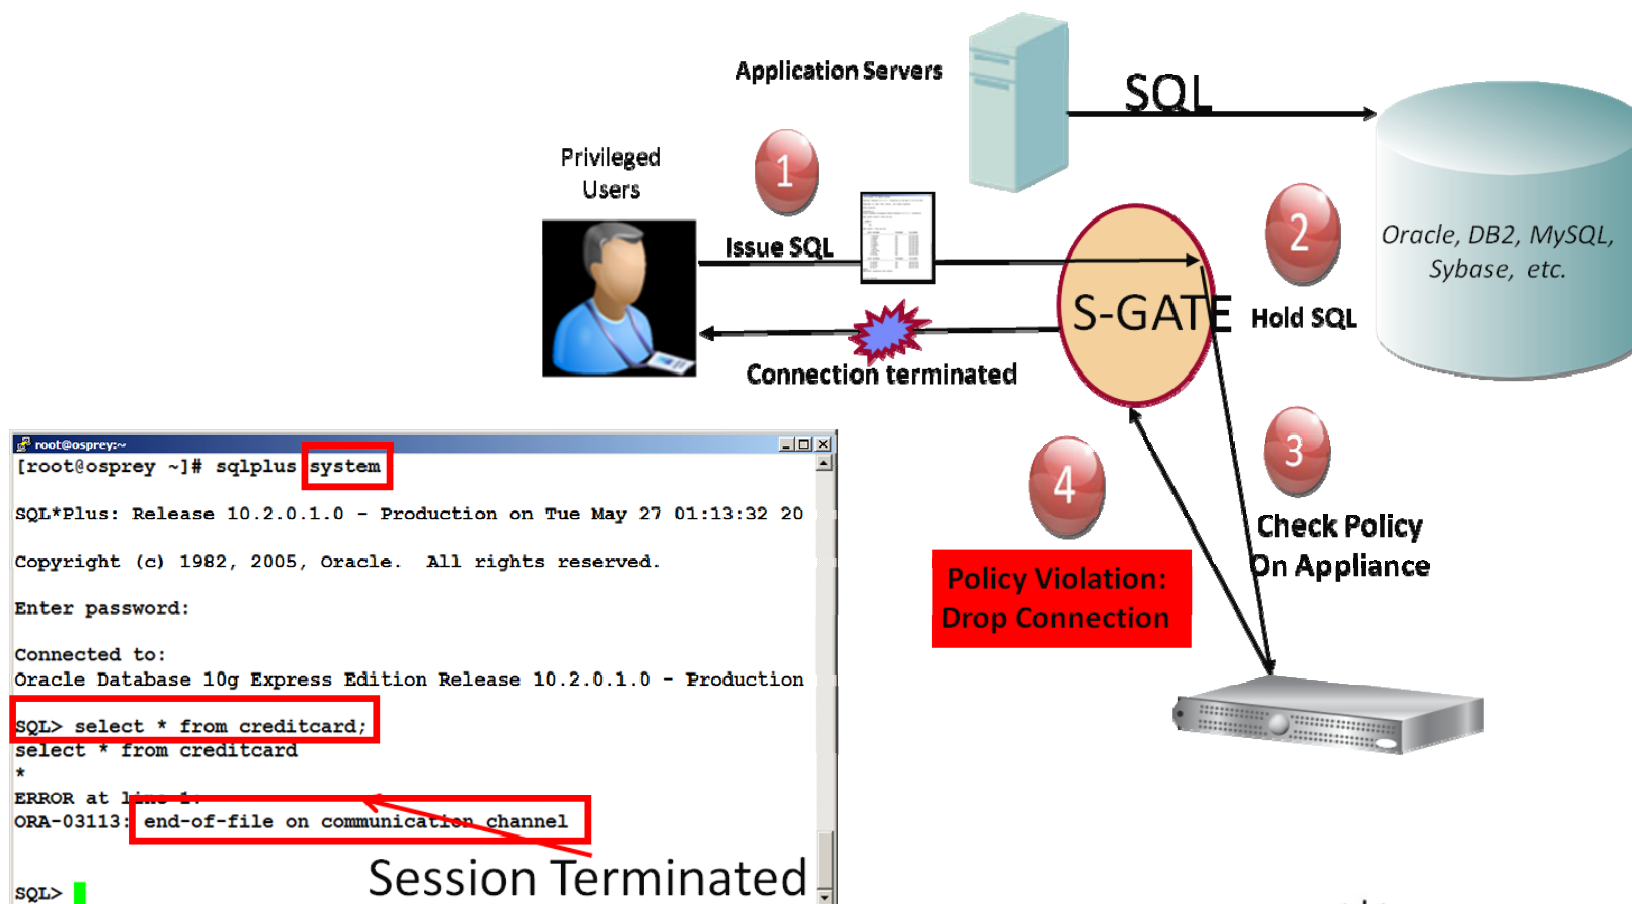 Application Servers
SQL
Privileged
Users
1
Issue SQL
2
Oracle, DB2, MySQL,
Sybase, etc.
S-GATE
Hold SQL
Connection terminated
3
4
Check Policy
On Appliance
Policy Violation:
Drop Connection
root@osprey:~
[root@osprey ~]# sqlplus system
SQL*Plus: Release 10.2.0.1.0 - Production on Tue May 27 01:13:32 20
Copyright (c) 1982, 2005, Oracle. All rights reserved.
Enter password:
Connected to:
Oracle Database 10g Express Edition Release 10.2.0.1.0 - Production
SQL> select * from creditcard;
select * from creditcard
*
ERROR at line 1:
ORA-03113: end-of-file on communication channel
Session Terminated
SQL>